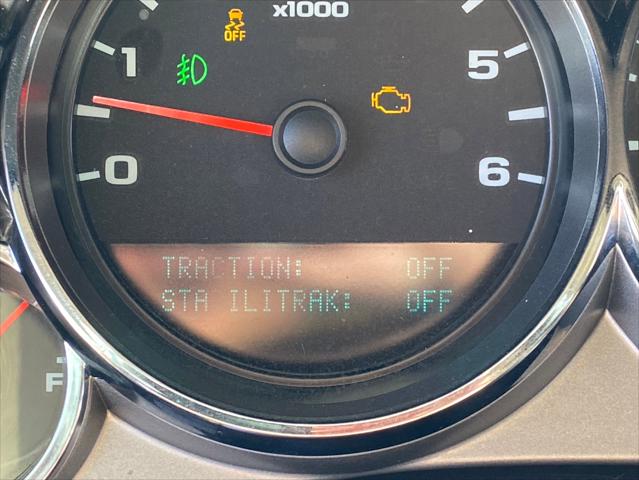 OFF
x1000
1
5
0
6
TRACTION: OFF
STA ILITRAK: OFF
F